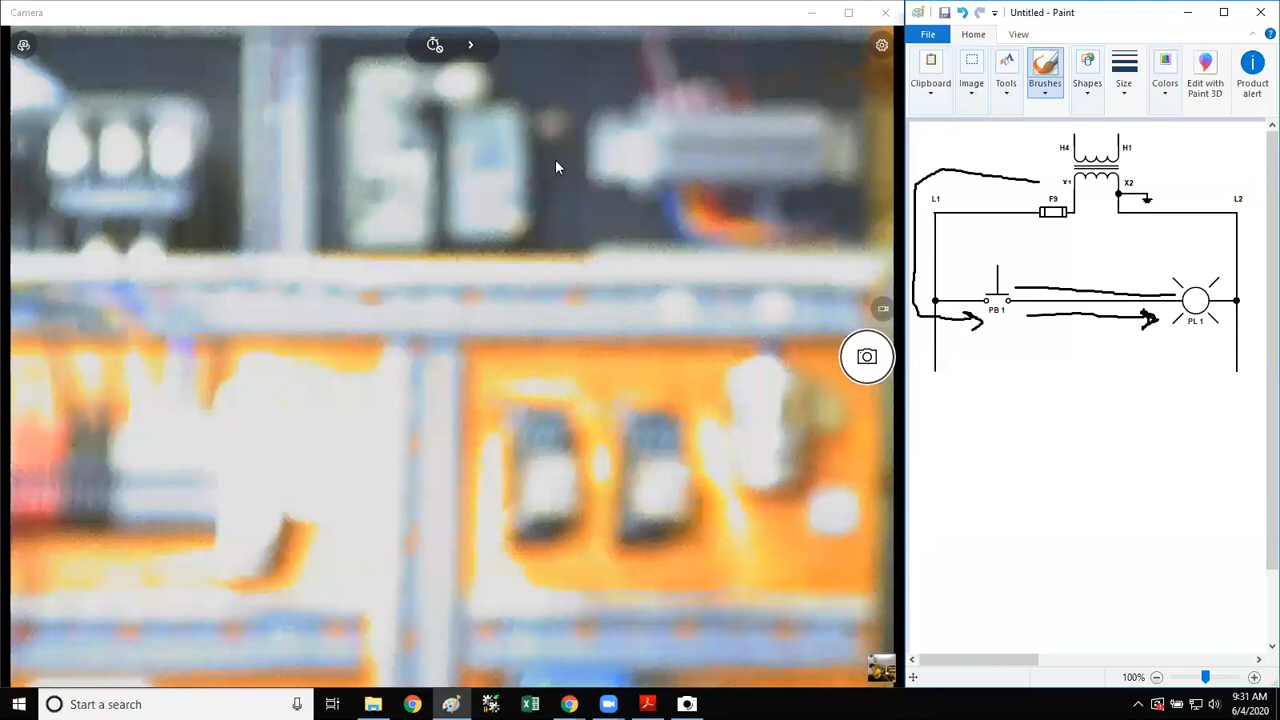 Camera
Untitled - Paint
File
Home
View
Clipboard
Image
Tools
Brushes
Shapes
Size
Colors
Edit with
Paint 3D
Product
alert
H4
H1
X1
X2
L1
F9
L2
PB 1
PL 1
100%
Start a search
9:31 AM
6/4/2020